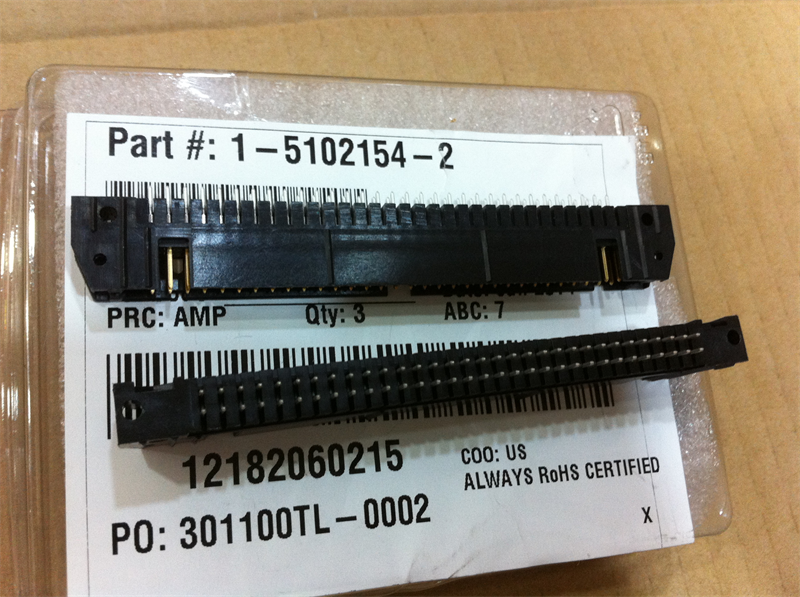 Part #: 1-5102154-2
PRC: AMP Qty: 3 ABC: 7
12182060215
COO: US
ALWAYS RoHS CERTIFIED
PO: 301100TL-0002
X